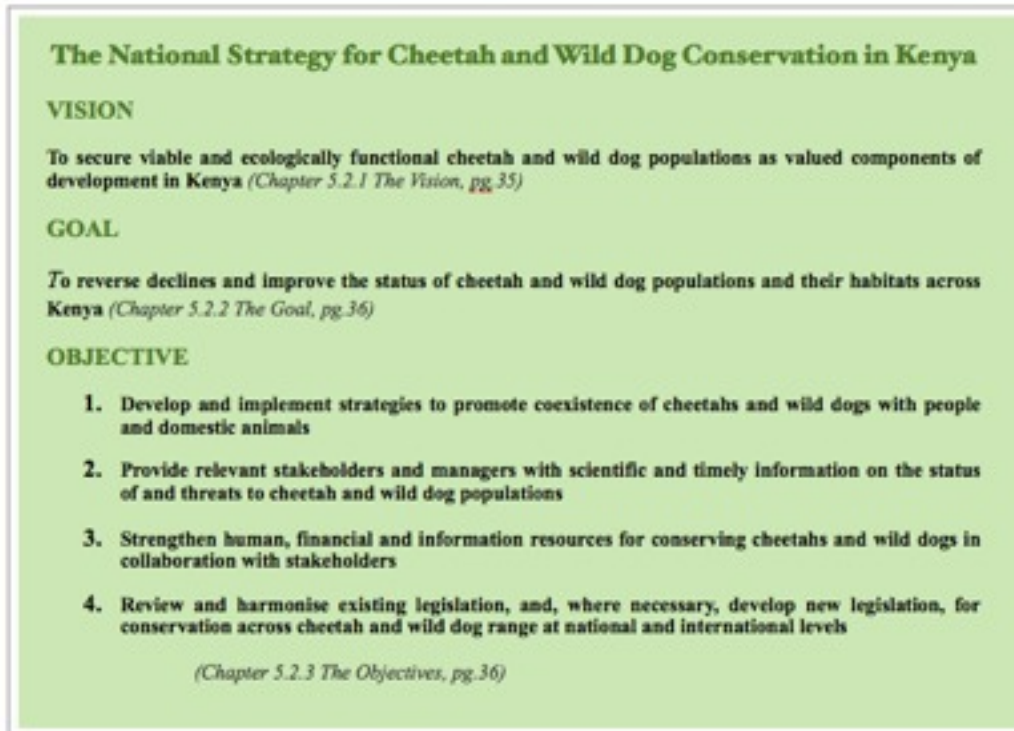 The National Strategy for Cheetah and Wild Dog Conservation in Kenya
VISION
To secure viable and ecologically functional cheetah and wild dog populations as valued components of
development in Kenya (Chapter 5.2.1 The Vision, pg.35)
GOAL
To reverse declines and improve the status of cheetah and wild dog populations and their habitats across
Kenya (Chapter 5.2.2 The Goal, pg.36)
OBJECTIVE
1. Develop and implement strategies to promote coexistence of cheetahs and wild dogs with people
and domestic animals
2. Provide relevant stakeholders and managers with scientific and timely information on the status
of and threats to cheetah and wild dog populations
3. Strengthen human, financial and information resources for conserving cheetahs and wild dogs in
collaboration with stakeholders
4. Review and harmonise existing legislation, and, where necessary, develop new legislation, for
conservation across cheetah and wild dog range at national and international levels
(Chapter 5.2.3 The Objectives, pg.36)